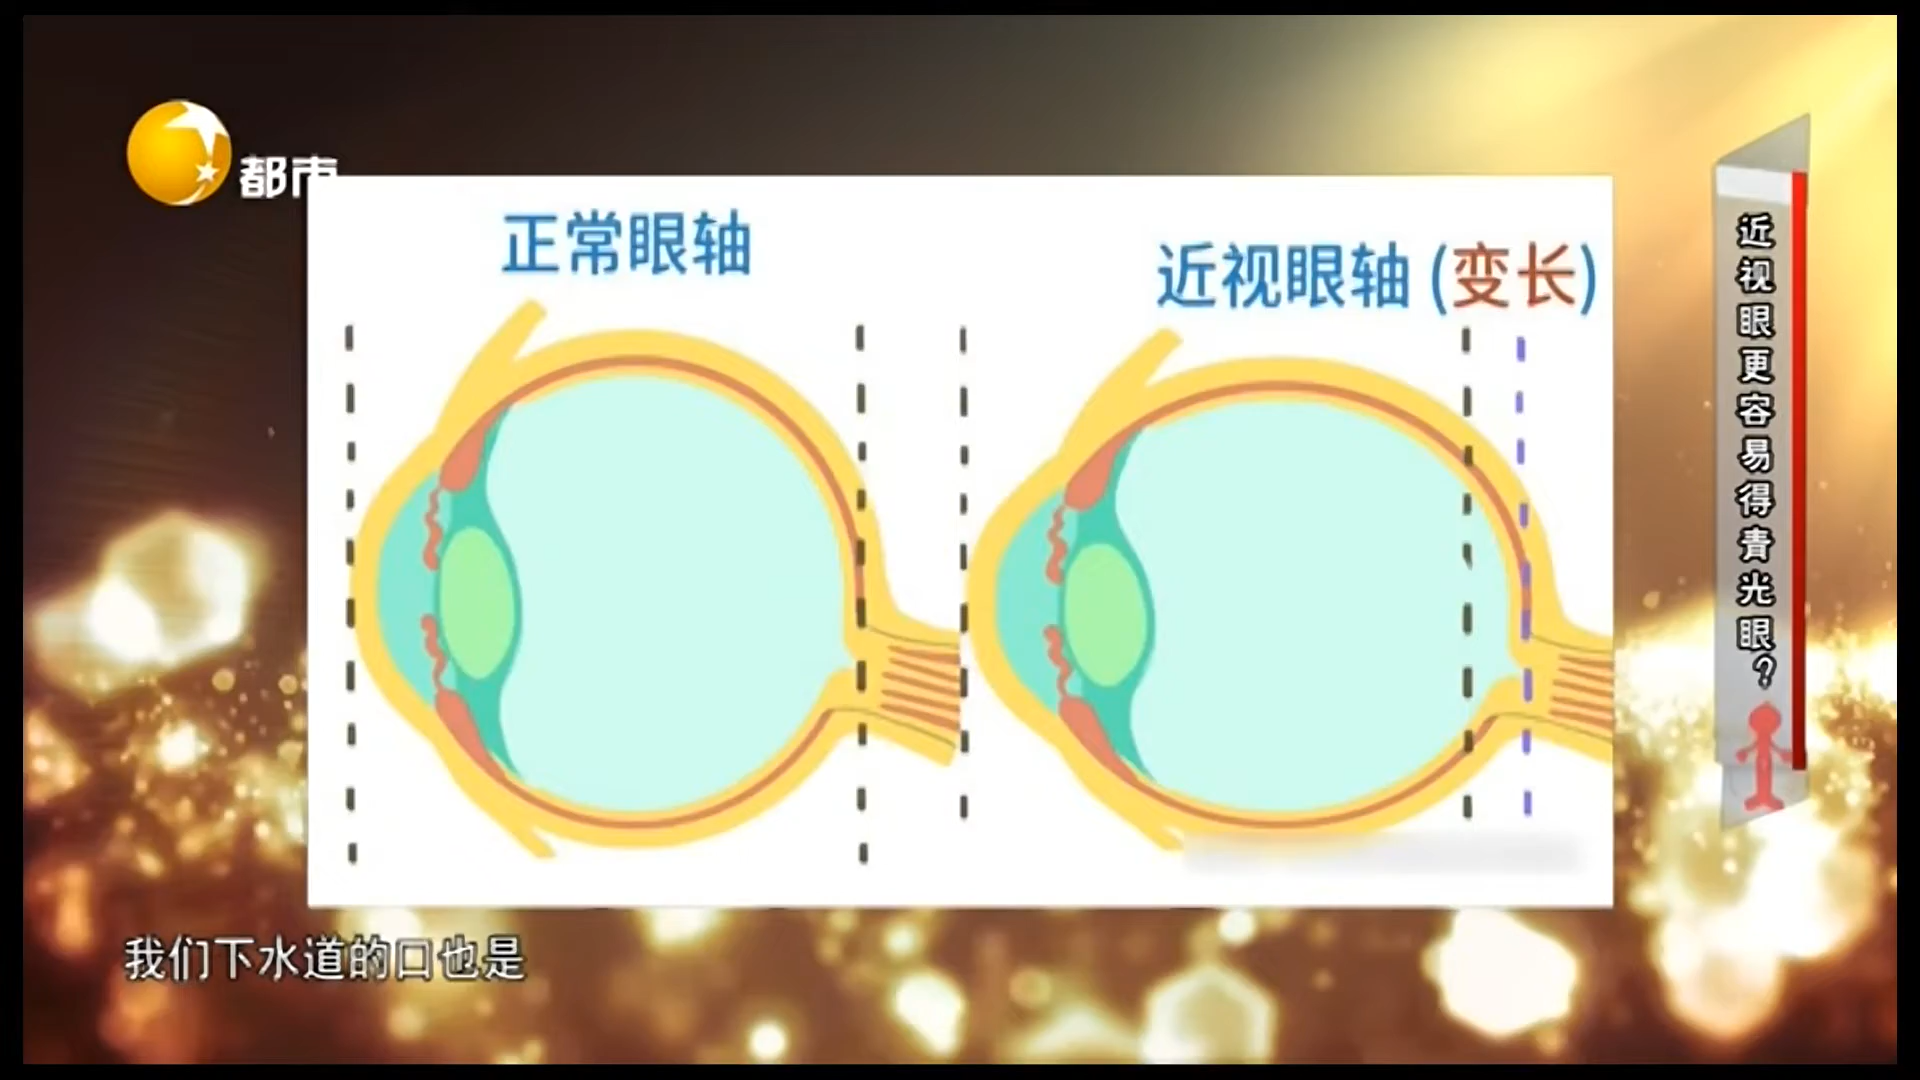 都市
正常眼轴
近视眼轴（变长）
近视眼更容易得青光眼？
我们下水道的口也是